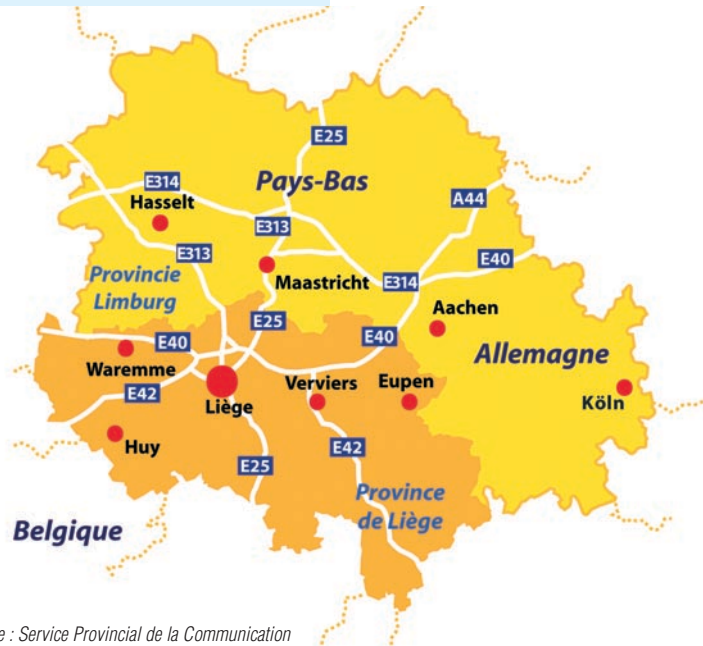 E25
Pays-Bas
E314
A44
Hasselt
E313
E313
E40
Maastricht
E314
Provincie
Limburg
Aachen
E25
E40
E40
Allemagne
Waremme
E42
Verviers
Eupen
Köln
Liège
Huy
E42
E25
Province
de Liège
Belgique
e : Service Provincial de la Communication